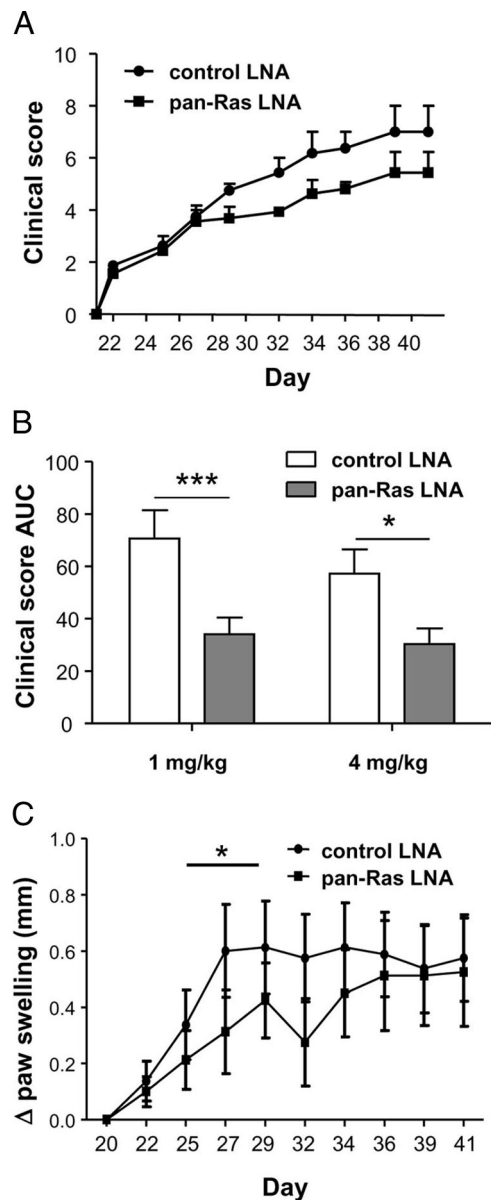 A
control LNA
pan-Ras LNA
Clinical score
10
8
6
4
2
0
22 24 26 28 30 32 34 36 38 40
Day
B
control LNA
pan-Ras LNA
Clinical score AUC
100
80
60
40
20
0
***
*
1 mg/kg 4 mg/kg
C
control LNA
pan-Ras LNA
*
Δ paw swelling (mm)
1.0
0.8
0.6
0.4
0.2
0.0
20 22 25 27 29 32 34 36 39 41
Day